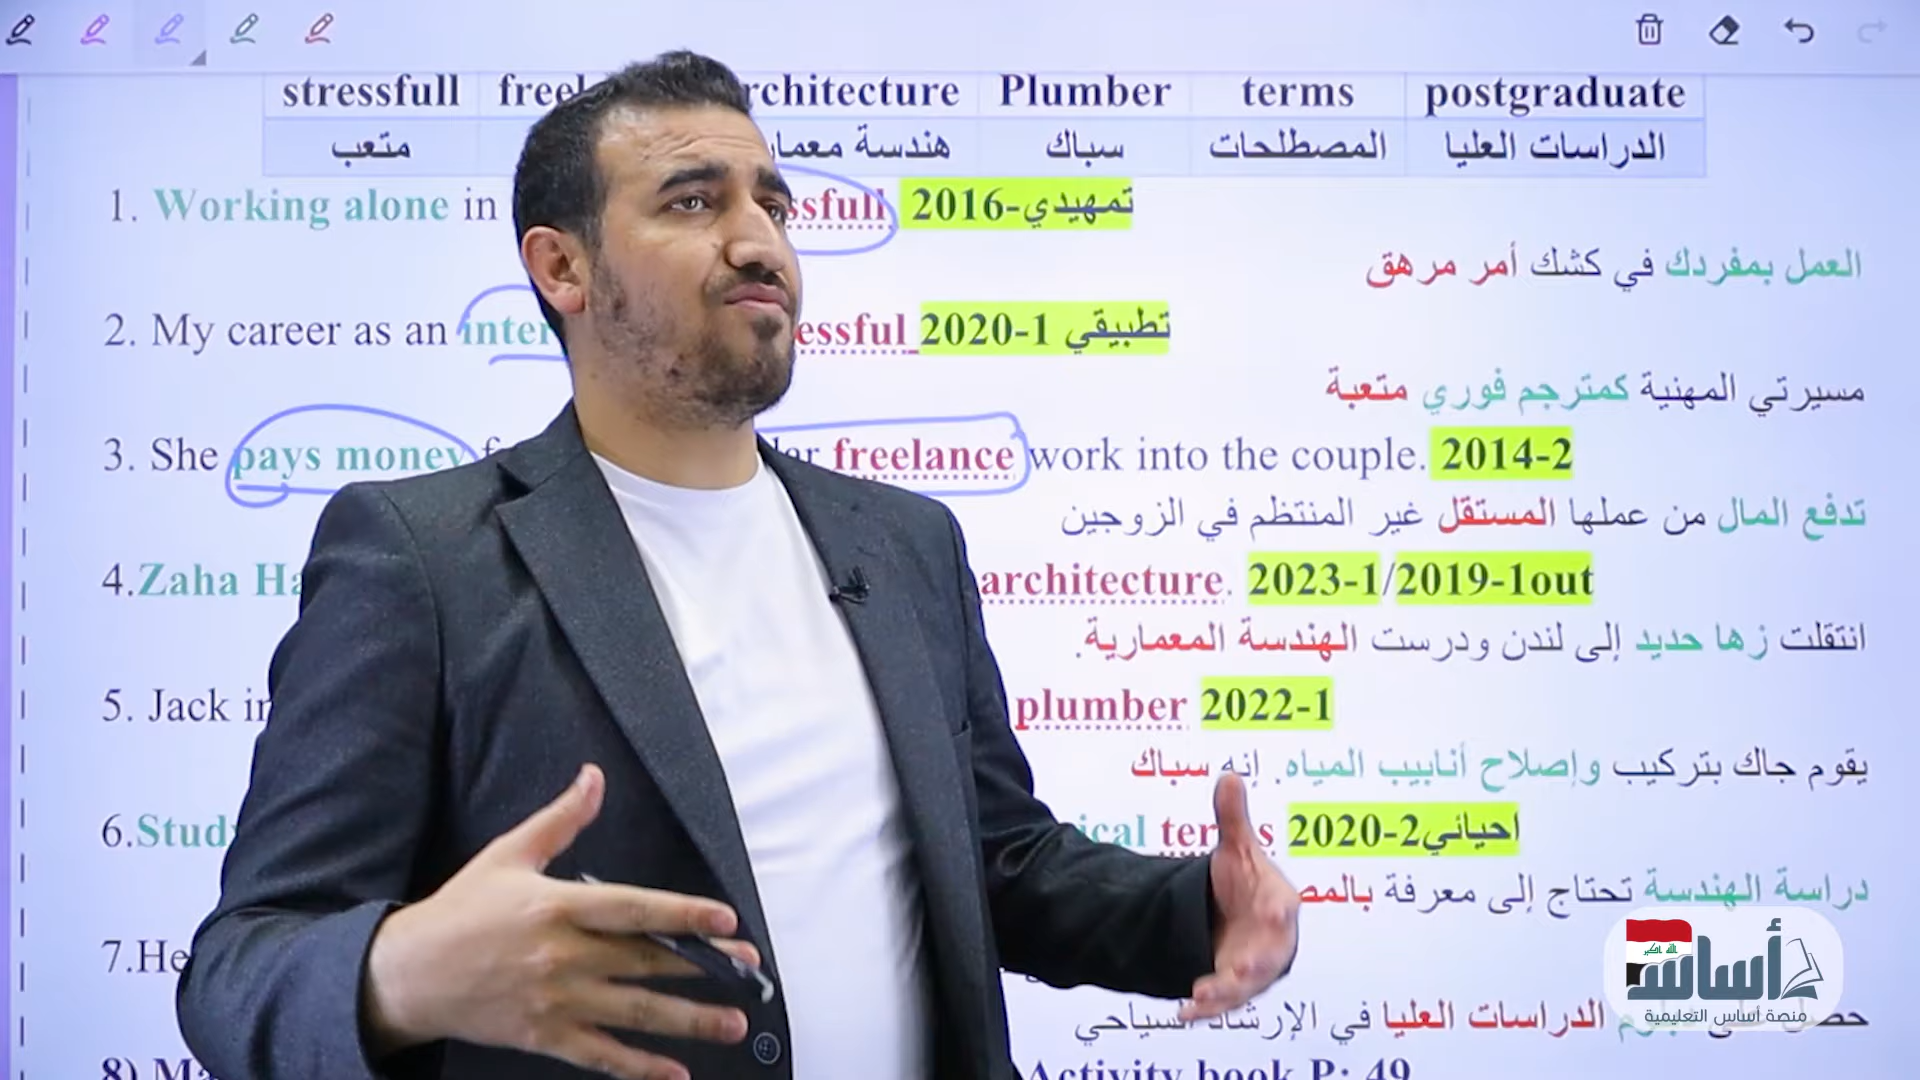 stressfull rchitecture Plumber terms postgraduate
متعب هندسة معمار سباك المصطلحات الدراسات العليا
1. Working alone in ssfull 2016-تمهيدي
العمل بمفردك في كشك أمر مرهق
2. My career as an inter essful 2020-1 تطبيقي
مسيرتي المهنية كمترجم فوري متعبة
3. She pays money freelance work into the couple. 2014-2
تدفع المال من عملها المستقل غير المنتظم في الزوجين
4.Zaha Ha architecture. 2023-1/2019-1out
انتقلت زها حديد إلى لندن ودرست الهندسة المعمارية.
5. Jack in plumber 2022-1
يقوم جاك بتركيب وإصلاح أنابيب المياه. إنه سباك
6.Study ical terms 2020-2احيائي
دراسة الهندسة تحتاج إلى معرفة بالمص
7.He
الدراسات العليا في الإرشاد السياحي
8) Ma Activity book P: 49
أساس
منصة أساس التعليمية